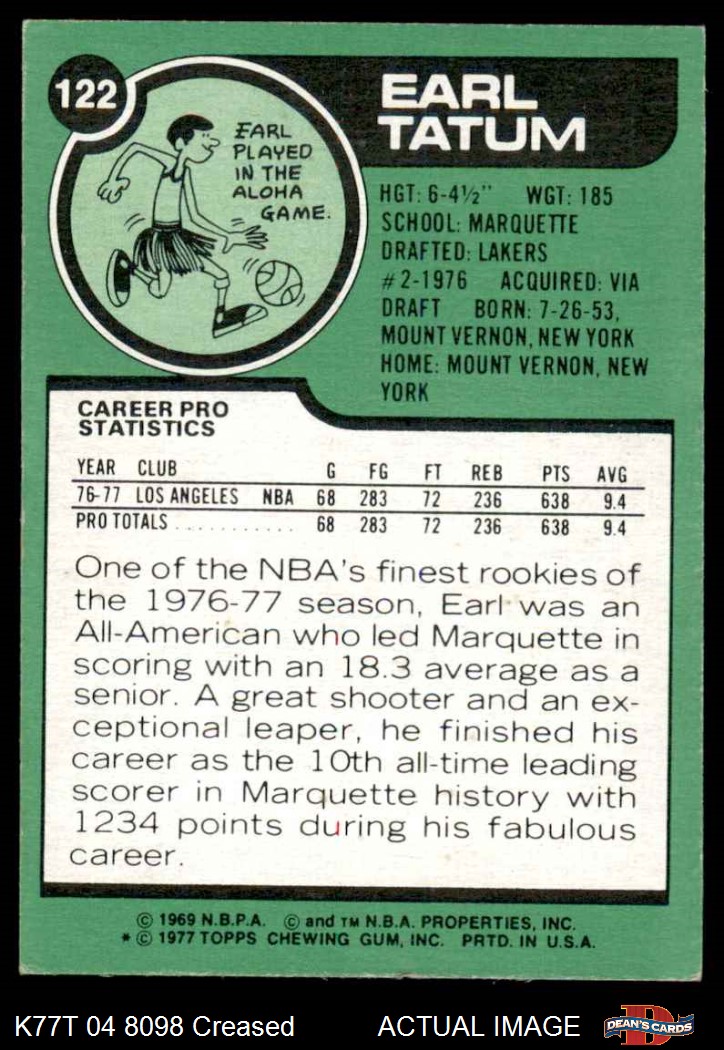 122
EARL
TATUM
EARL
PLAYED
IN THE
ALOHA
GAME.
HGT: 6-4½" WGT: 185
SCHOOL: MARQUETTE
DRAFTED: LAKERS
#2-1976 ACQUIRED: VIA
DRAFT BORN: 7-26-53,
MOUNT VERNON, NEW YORK
HOME: MOUNT VERNON, NEW
YORK
CAREER PRO
STATISTICS
YEAR CLUB G FG FT REB PTS AVG
76-77 LOS ANGELES NBA 68 283 72 236 638 9.4
PRO TOTALS . . . . . . . . . . . 68 283 72 236 638 9.4
One of the NBA's finest rookies of
the 1976-77 season, Earl was an
All-American who led Marquette in
scoring with an 18.3 average as a
senior. A great shooter and an ex-
ceptional leaper, he finished his
career as the 10th all-time leading
scorer in Marquette history with
1234 points during his fabulous
career.
© 1969 N.B.P.A. © and TM N.B.A. PROPERTIES, INC.
* © 1977 TOPPS CHEWING GUM, INC. PRTD. IN U.S.A.
K77T 04 8098 Creased ACTUAL IMAGE
D
DEAN'S CARDS